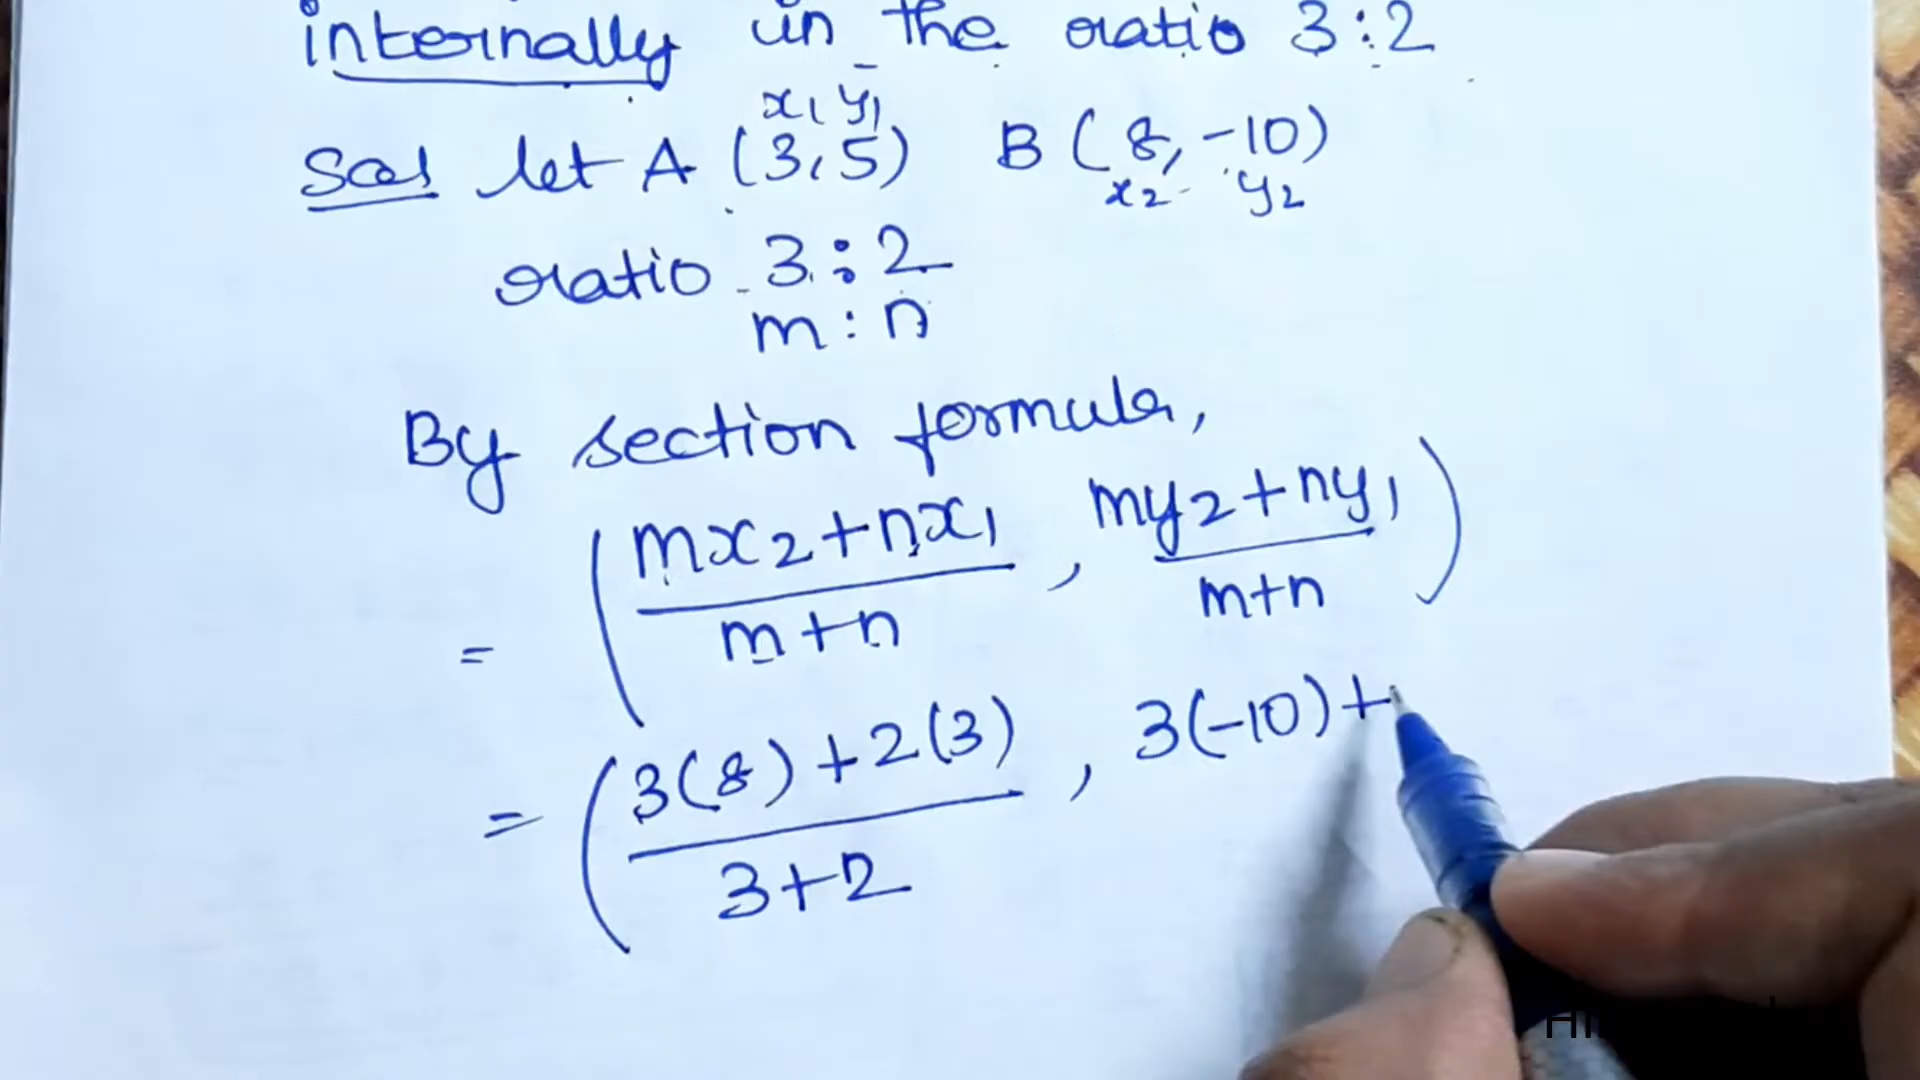 internally in the ratio 3:2
x1 y1
Sol let A (3,5) B (8,-10)
x2 y2
ratio 3:2
m:n
By section formula,
= (mx2+nx1/m+n, my2+ny1/m+n)
= (3(8)+2(3)/3+2, 3(-10)+